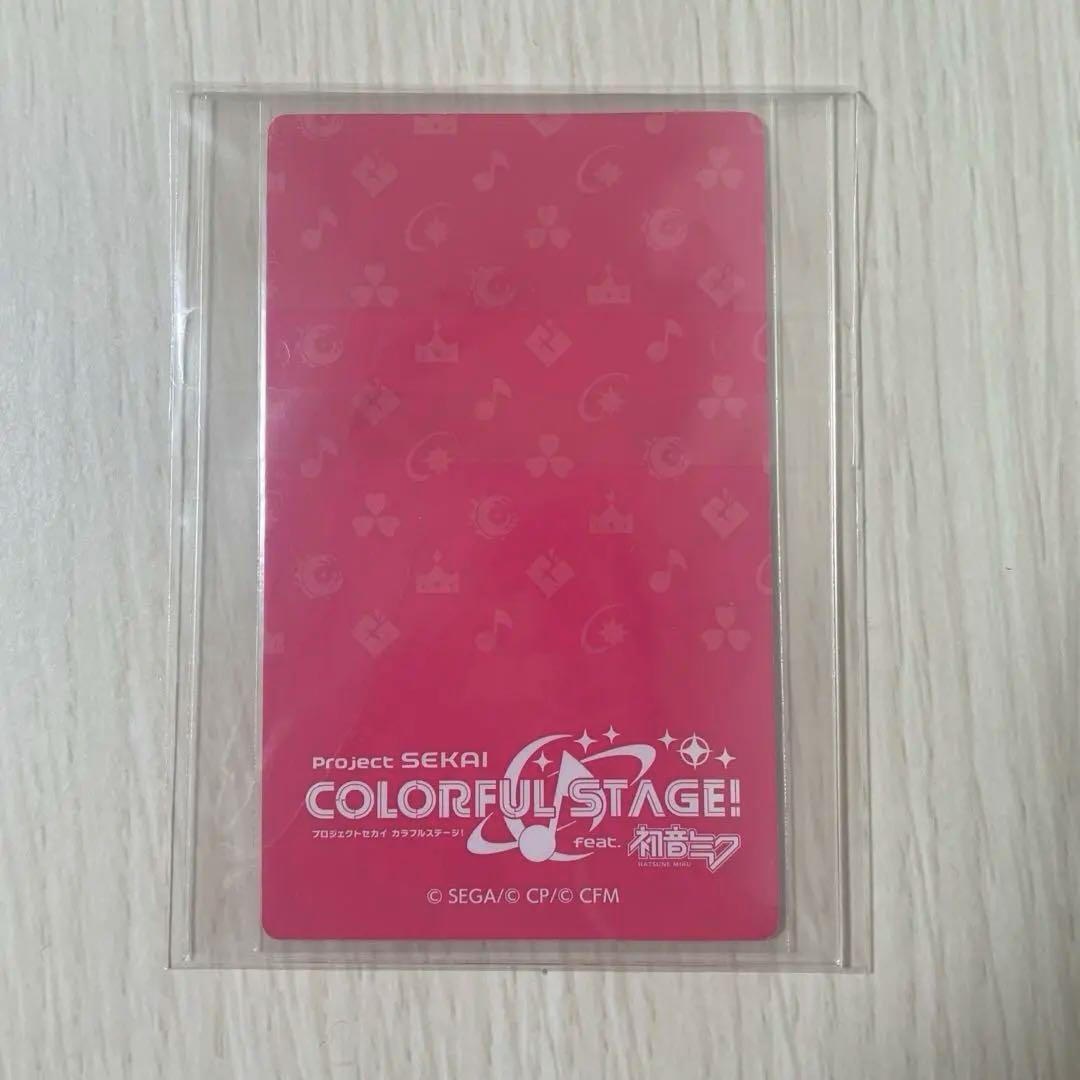 Project SEKAI
COLORFUL STAGE!
プロジェクトセカイ カラフルステージ!
feat. 初音ミク
HATSUNE MIKU
© SEGA/© CP/© CFM